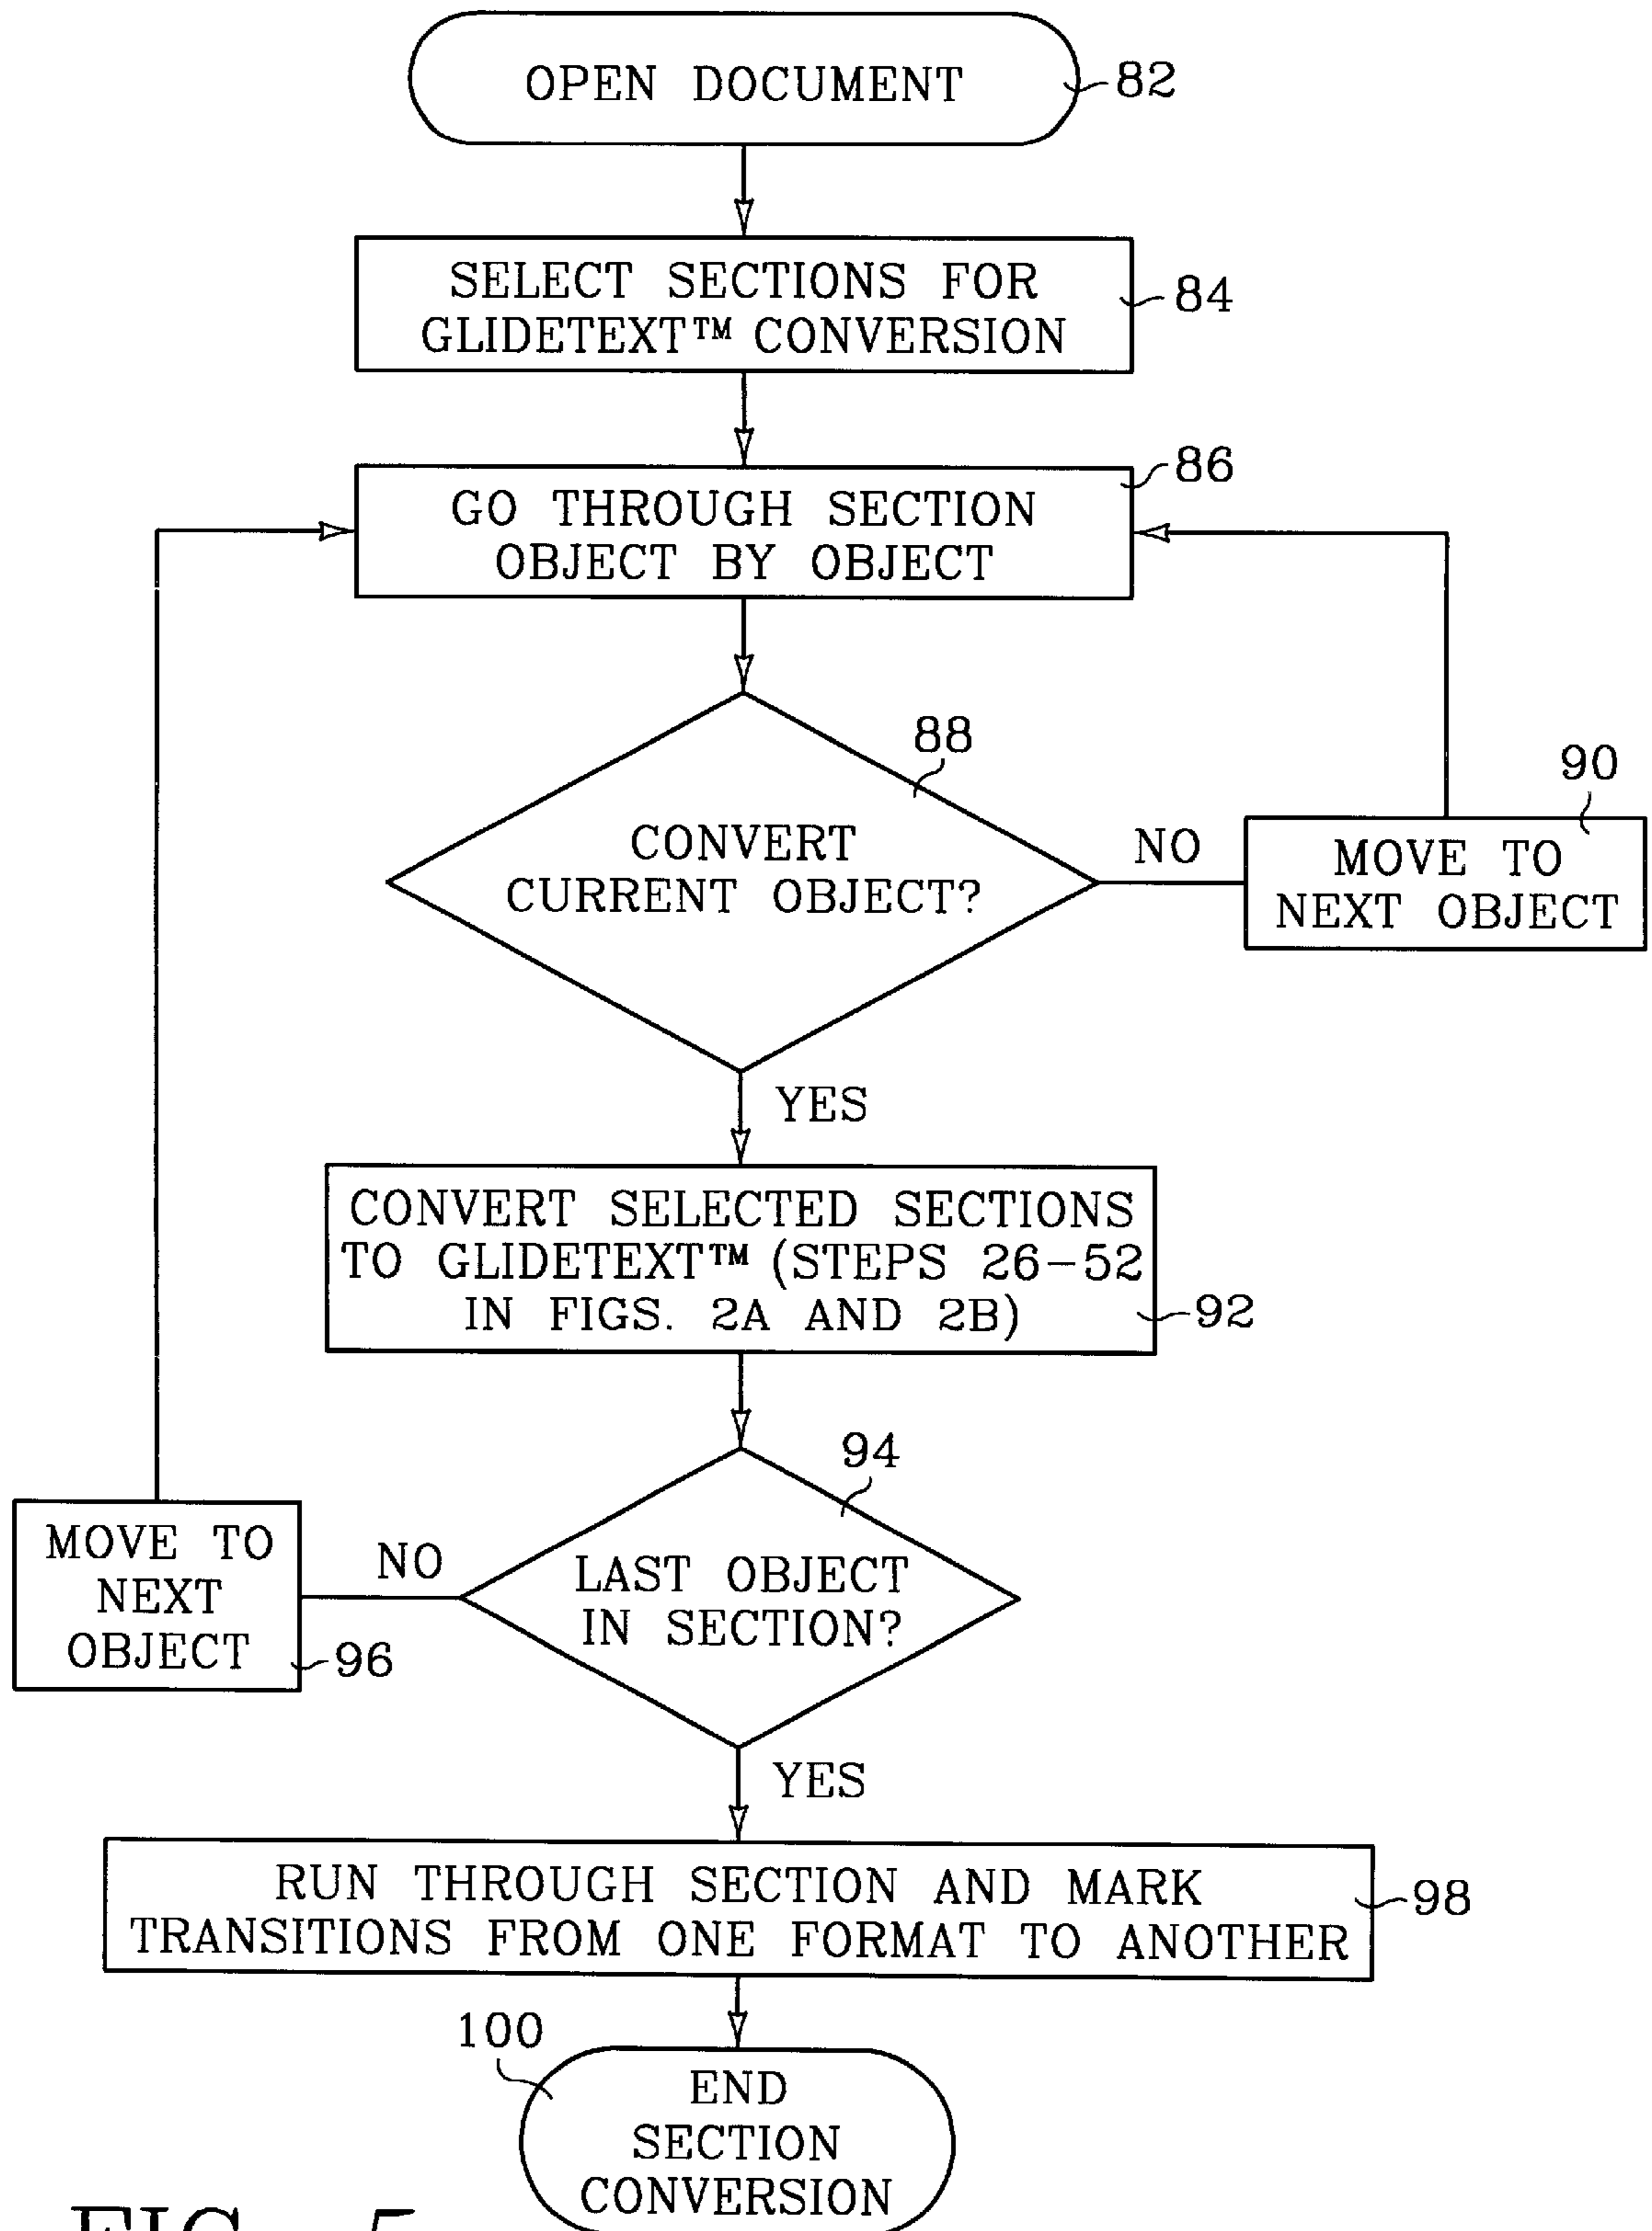 OPEN DOCUMENT
82
SELECT SECTIONS FOR
GLIDETEXT™ CONVERSION
84
86
GO THROUGH SECTION
OBJECT BY OBJECT
88
CONVERT
CURRENT OBJECT?
NO
90
MOVE TO
NEXT OBJECT
YES
CONVERT SELECTED SECTIONS
TO GLIDETEXT™ (STEPS 26-52
IN FIGS. 2A AND 2B)
92
94
LAST OBJECT
IN SECTION?
NO
MOVE TO
NEXT
OBJECT
96
YES
RUN THROUGH SECTION AND MARK
TRANSITIONS FROM ONE FORMAT TO ANOTHER
98
100
END
SECTION
CONVERSION
FIG. 5